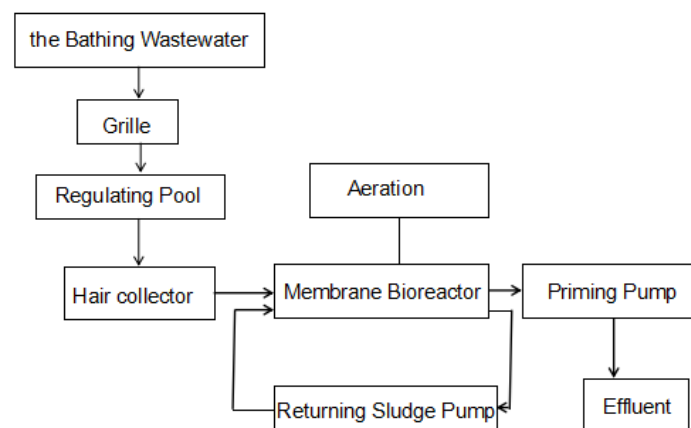 the Bathing Wastewater
Grille
Regulating Pool
Aeration
Hair collector
Membrane Bioreactor
Priming Pump
Returning Sludge Pump
Effluent